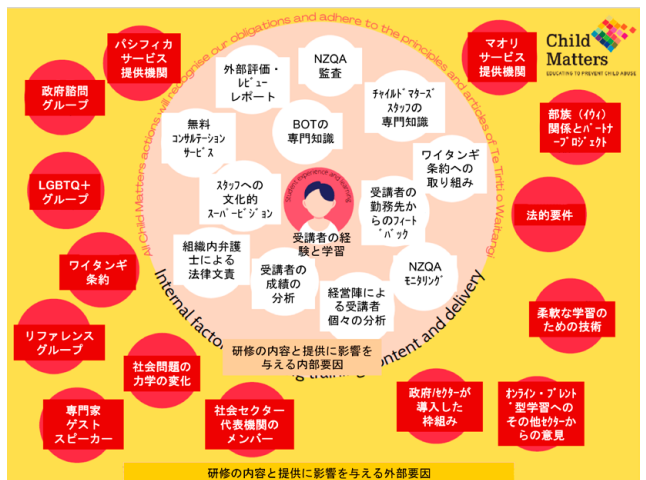 パシフィカ
サービス
提供機関
マオリ
サービス
提供機関
Child
Matters
EDUCATING TO PREVENT CHILD ABUSE
政府諮問
グループ
部族（イウィ）
関係とﾊﾟｰﾄﾅ
ｰプロジェクト
LGBTQ＋
グループ
法的要件
ワイタンギ
条約
柔軟な学習の
ための技術
リファレンス
グループ
社会問題の
力学の変化
専門家
ゲスト
スピーカー
社会セクター
代表機関の
メンバー
政府/ｾｸﾀｰが
導入した
枠組み
ｵﾝﾗｲﾝ・ブレンド
ﾞ型学習への
その他ｾｸﾀｰか
らの意見
All Child Matters actions will recognise our obligations and adhere to the principles and articles of Te Tiriti o Waitangi
外部評価・
ﾚﾋﾞｭｰ
レポート
NZQA
監査
ﾁｬｲﾙﾄﾞﾏﾀｰｽﾞ
スタッフの
専門知識
無料
ｺﾝｻﾙﾃｰｼｮﾝ
サービス
BOTの
専門知識
ワイタンギ
条約への
取り組み
スタッフへの
文化的
ｽｰﾊﾟｰﾋﾞｼﾞｮﾝ
Student experience and learning
受講者の経
験と学習
受講者の
勤務先か
らのﾌｨｰﾄﾞ
ﾊﾞｯｸ
組織内弁護
士による
法律文責
受講者の
成績の
分析
経営陣によ
る受講者
個々の分析
NZQA
ﾓﾆﾀﾘﾝｸﾞ
Internal
training content and delivery
研修の内容と提供に影響を
与える内部要因
研修の内容と提供に影響を与える外部要因